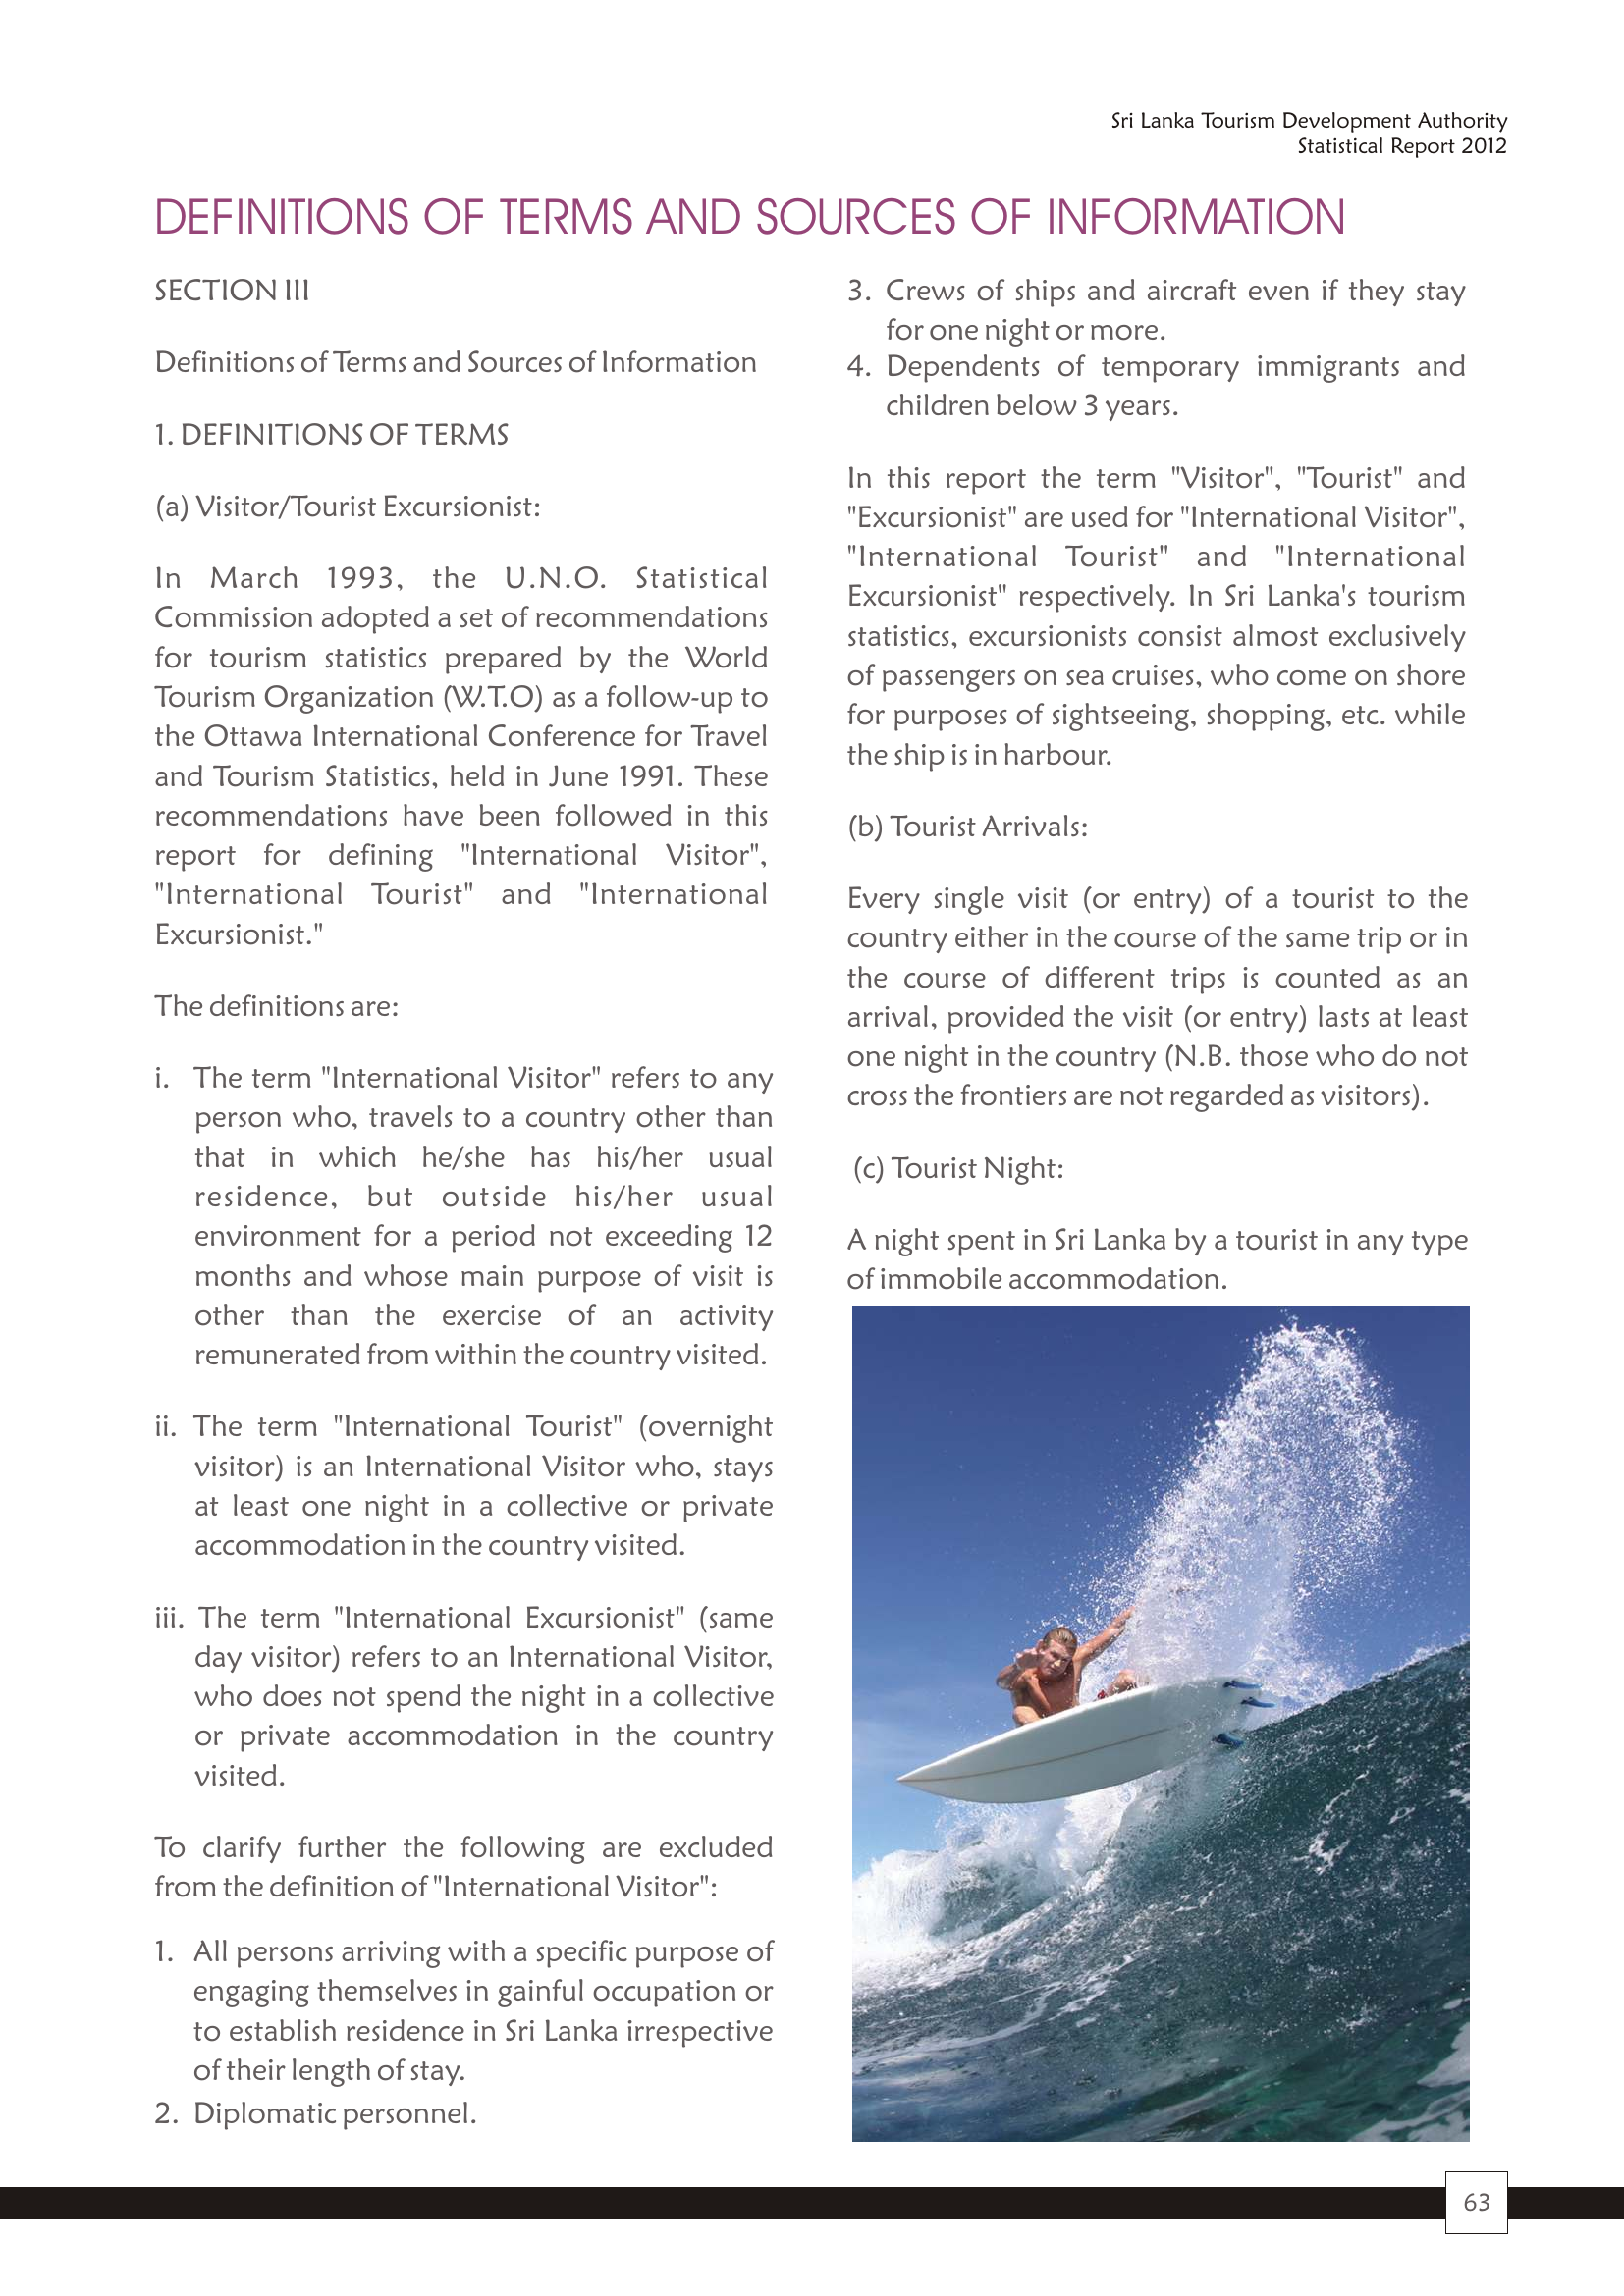 Sri Lanka Tourism Development Authority
Statistical Report 2012
DEFINITIONS OF TERMS AND SOURCES OF INFORMATION
SECTION III
Definitions of Terms and Sources of Information
1. DEFINITIONS OF TERMS
(a) Visitor/Tourist Excursionist:
In March 1993, the U.N.O. Statistical
Commission adopted a set of recommendations
for tourism statistics prepared by the World
Tourism Organization (W.T.O) as a follow-up to
the Ottawa International Conference for Travel
and Tourism Statistics, held in June 1991. These
recommendations have been followed in this
report for defining "International Visitor",
"International Tourist" and "International
Excursionist."
The definitions are:
i. The term "International Visitor" refers to any
person who, travels to a country other than
that in which he/she has his/her usual
residence, but outside his/her usual
environment for a period not exceeding 12
months and whose main purpose of visit is
other than the exercise of an activity
remunerated from within the country visited.
ii. The term "International Tourist" (overnight
visitor) is an International Visitor who, stays
at least one night in a collective or private
accommodation in the country visited.
iii. The term "International Excursionist" (same
day visitor) refers to an International Visitor,
who does not spend the night in a collective
or private accommodation in the country
visited.
To clarify further the following are excluded
from the definition of "International Visitor":
1. All persons arriving with a specific purpose of
engaging themselves in gainful occupation or
to establish residence in Sri Lanka irrespective
of their length of stay.
2. Diplomatic personnel.
3. Crews of ships and aircraft even if they stay
for one night or more.
4. Dependents of temporary immigrants and
children below 3 years.
In this report the term "Visitor", "Tourist" and
"Excursionist" are used for "International Visitor",
"International Tourist" and "International
Excursionist" respectively. In Sri Lanka's tourism
statistics, excursionists consist almost exclusively
of passengers on sea cruises, who come on shore
for purposes of sightseeing, shopping, etc. while
the ship is in harbour.
(b) Tourist Arrivals:
Every single visit (or entry) of a tourist to the
country either in the course of the same trip or in
the course of different trips is counted as an
arrival, provided the visit (or entry) lasts at least
one night in the country (N.B. those who do not
cross the frontiers are not regarded as visitors).
(c) Tourist Night:
A night spent in Sri Lanka by a tourist in any type
of immobile accommodation.
63